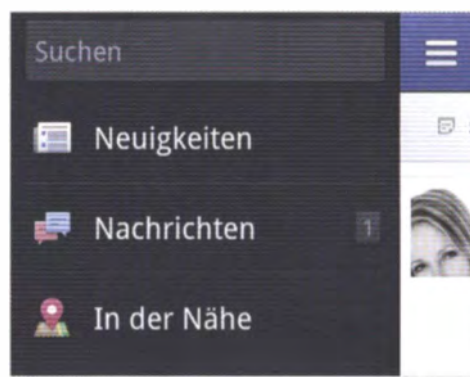 Suchen
Neuigkeiten
Nachrichten 1
In der Nähe